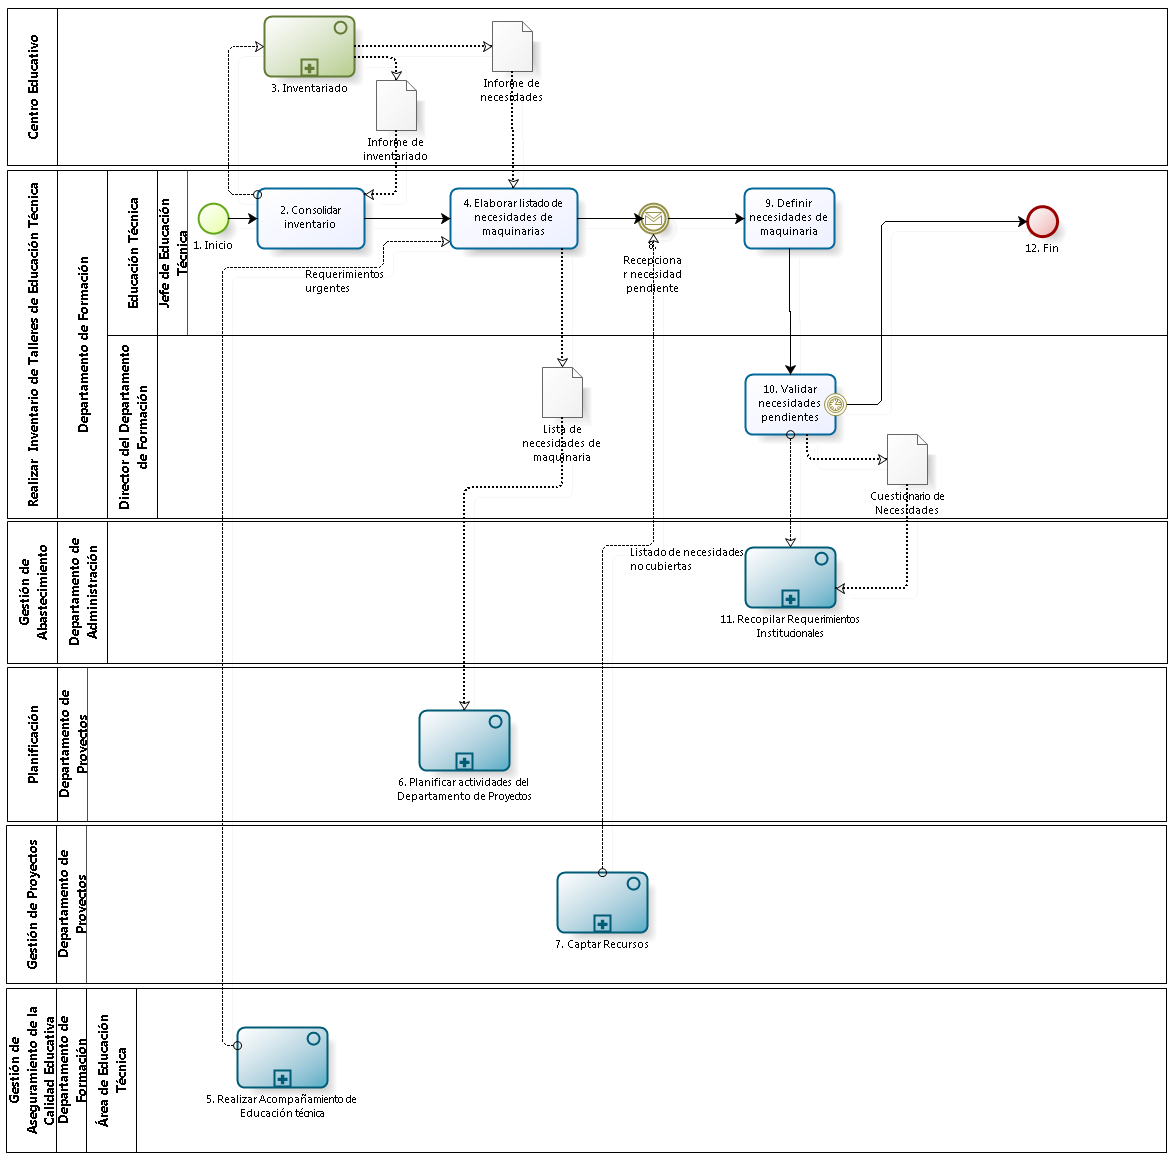 Centro Educativo
3. Inventariado
Informe de
necesidades
Informe de
inventariado
Realizar Inventario de Talleres de Educación Técnica
Departamento de Formación
Educación Técnica
Jefe de Educación
Técnica
1. Inicio
2. Consolidar
inventario
4. Elaborar listado de
necesidades de
maquinarias
8.
Recepciona
r necesidad
pendiente
9. Definir
necesidades de
maquinaria
12. Fin
Requerimientos
urgentes
Director del Departamento
de Formación
Lista de
necesidades de
maquinaria
10. Validar
necesidades
pendientes
Cuestionario de
Necesidades
Gestión de
Abastecimiento
Departamento de
Administración
Listado de necesidades
no cubiertas
11. Recopilar Requerimientos
Institucionales
Planificación
Departamento de
Proyectos
6. Planificar actividades del
Departamento de Proyectos
Gestión de Proyectos
Departamento de
Proyectos
7. Captar Recursos
Gestión de
Aseguramiento de la
Calidad Educativa
Departamento de
Formación
Área de Educación
Técnica
5. Realizar Acompañamiento de
Educación técnica